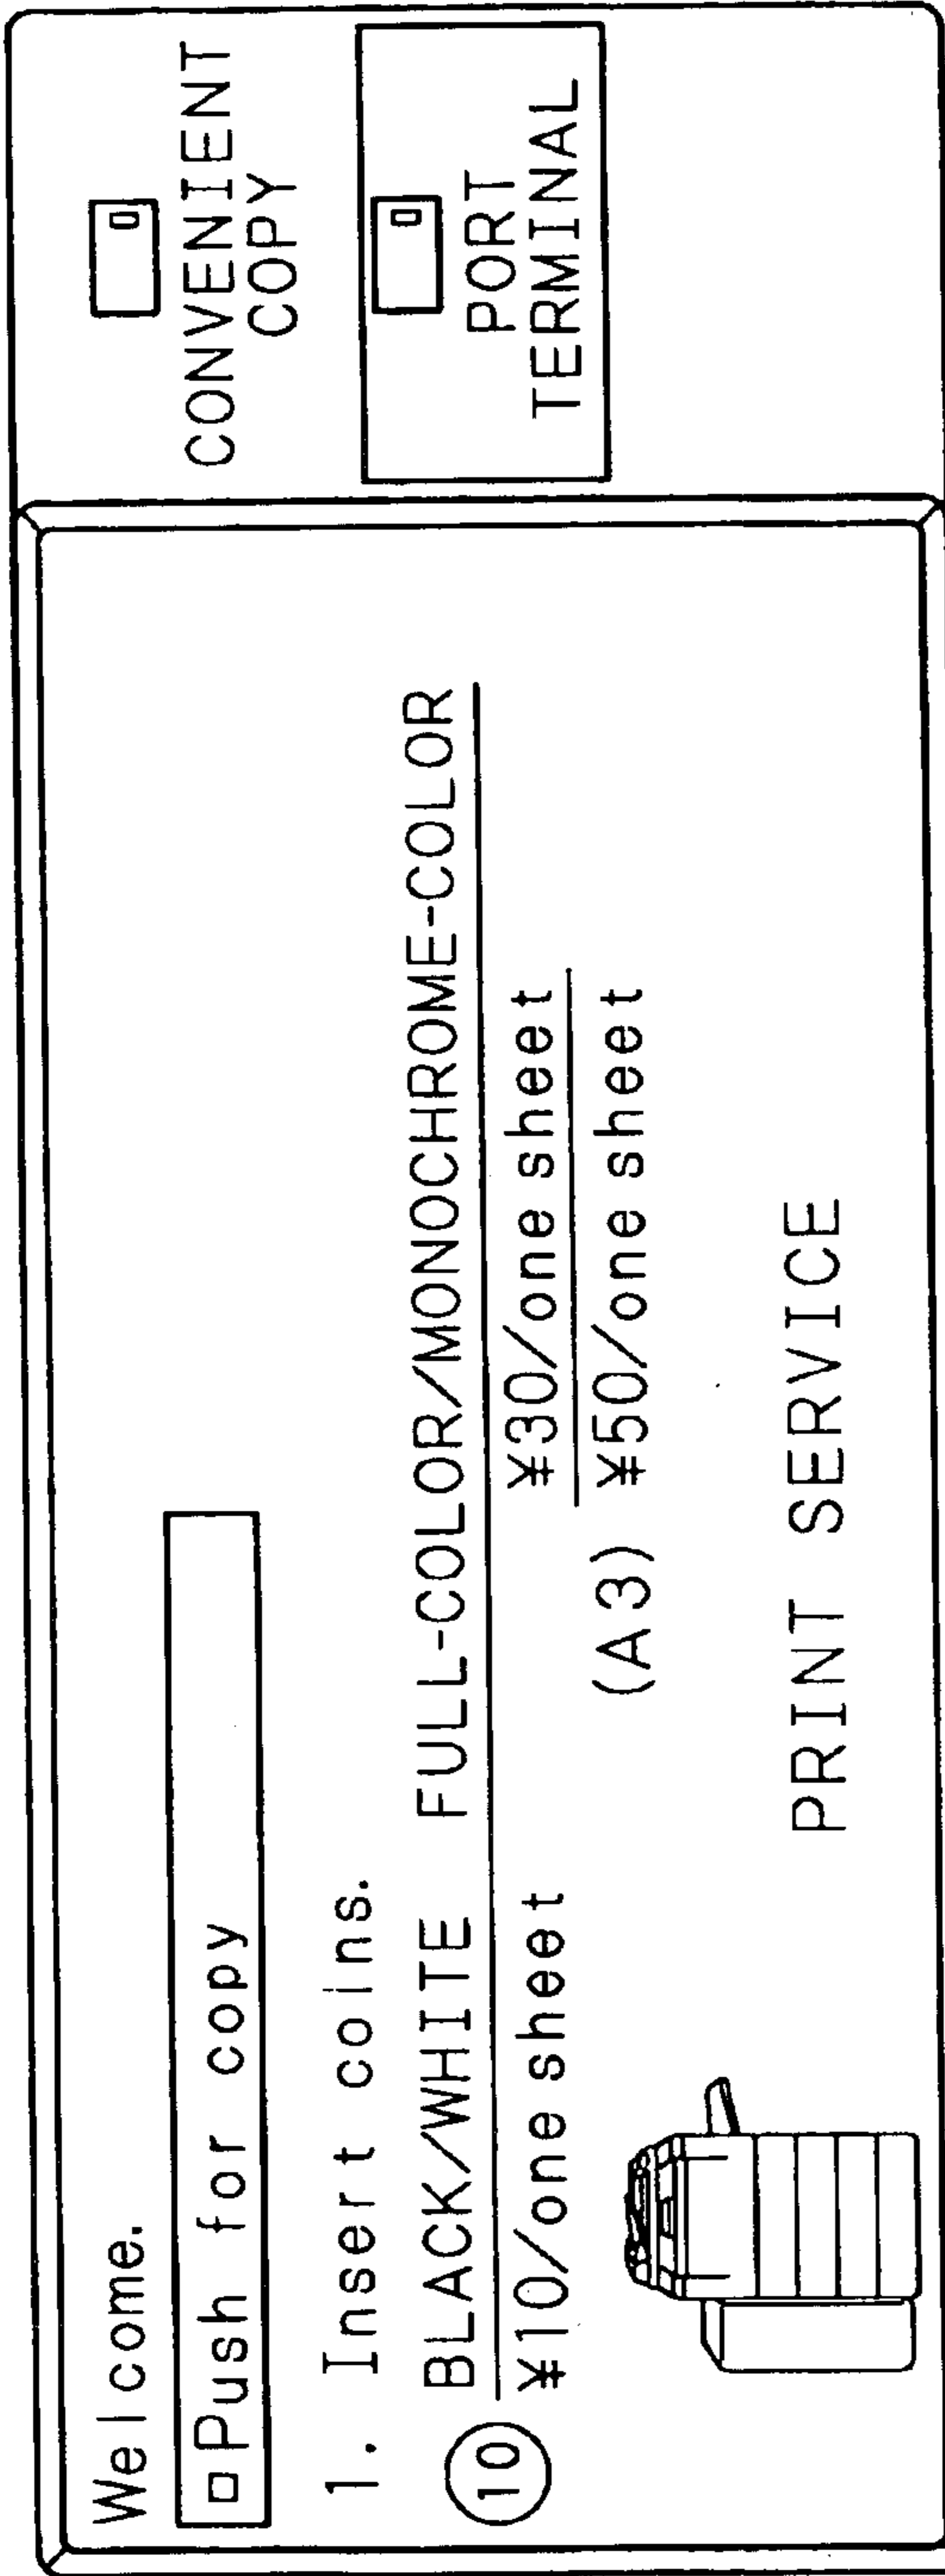 Welcome.
Push for copy
1. Insert coins.
BLACK/WHITE FULL-COLOR/MONOCHROME-COLOR
10 ¥10/one sheet ¥30/one sheet
(A3) ¥50/one sheet
PRINT SERVICE
CONVENIENT
COPY
PORT
TERMINAL